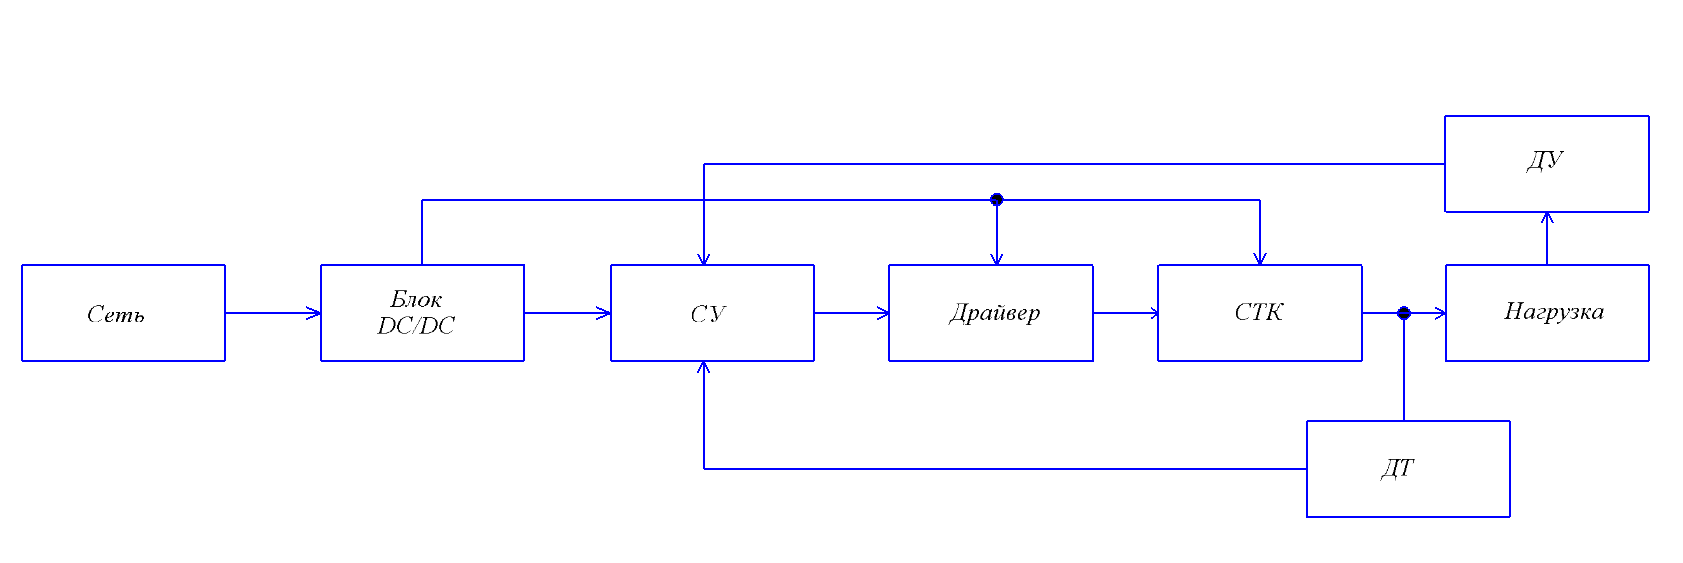 ДУ
Сеть
Блок
DC/DC
СУ
Драйвер
СТК
Нагрузка
ДТ